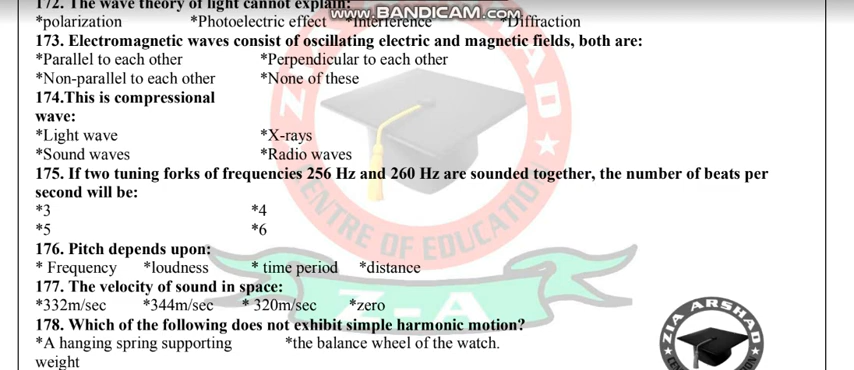 172. The wave theory of light cannot explain:
www.BANDICAM.com
*polarization *Photoelectric effect *Interference *Diffraction
173. Electromagnetic waves consist of oscillating electric and magnetic fields, both are:
*Parallel to each other *Perpendicular to each other
*Non-parallel to each other *None of these
174.This is compressional
wave:
*Light wave *X-rays
*Sound waves *Radio waves
175. If two tuning forks of frequencies 256 Hz and 260 Hz are sounded together, the number of beats per
second will be:
*3 *4
*5 *6
176. Pitch depends upon:
* Frequency *loudness * time period *distance
177. The velocity of sound in space:
*332m/sec *344m/sec * 320m/sec *zero
178. Which of the following does not exhibit simple harmonic motion?
*A hanging spring supporting *the balance wheel of the watch.
weight
ZIA ARSHAD
CENTRE OF EDUCATION
Z-A
ZIA ARSHAD